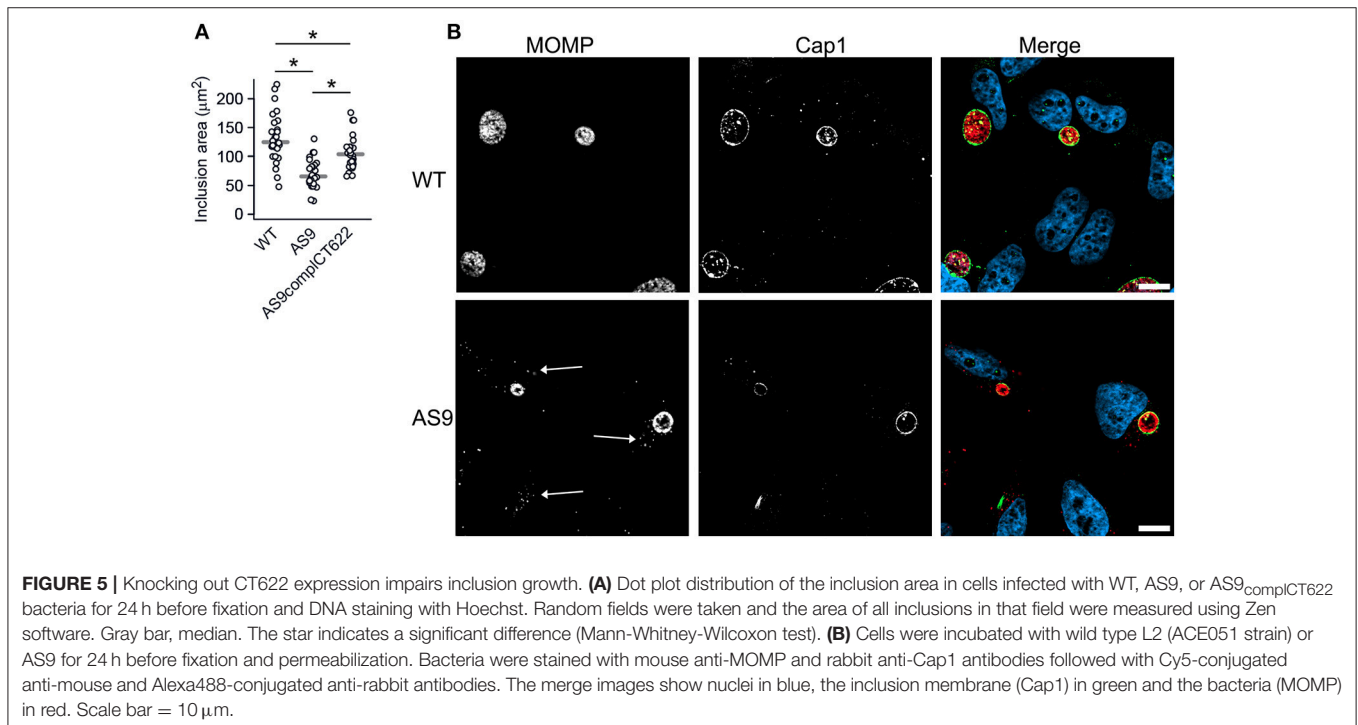 A
Inclusion area (μm²)
200
150
100
50
0
WT
AS9
AS9complCT622
*
*
*
B
MOMP
Cap1
Merge
WT
AS9
FIGURE 5 | Knocking out CT622 expression impairs inclusion growth. (A) Dot plot distribution of the inclusion area in cells infected with WT, AS9, or AS9complCT622
bacteria for 24 h before fixation and DNA staining with Hoechst. Random fields were taken and the area of all inclusions in that field were measured using Zen
software. Gray bar, median. The star indicates a significant difference (Mann-Whitney-Wilcoxon test). (B) Cells were incubated with wild type L2 (ACE051 strain) or
AS9 for 24 h before fixation and permeabilization. Bacteria were stained with mouse anti-MOMP and rabbit anti-Cap1 antibodies followed with Cy5-conjugated
anti-mouse and Alexa488-conjugated anti-rabbit antibodies. The merge images show nuclei in blue, the inclusion membrane (Cap1) in green and the bacteria (MOMP)
in red. Scale bar = 10 μm.